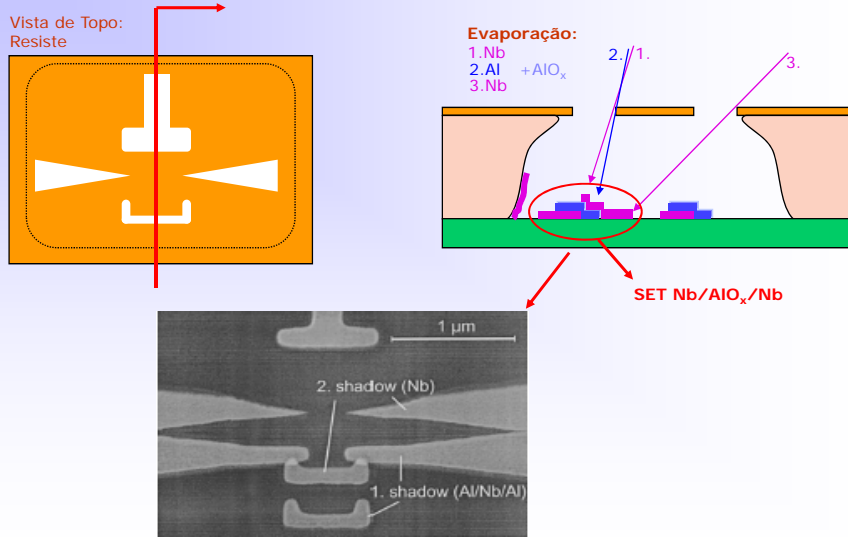 Vista de Topo:
Resiste
Evaporação:
1.Nb
2.Al +AlOₓ
3.Nb
2. 1.
3.
SET Nb/AlOₓ/Nb
1 µm
2. shadow (Nb)
1. shadow (Al/Nb/Al)